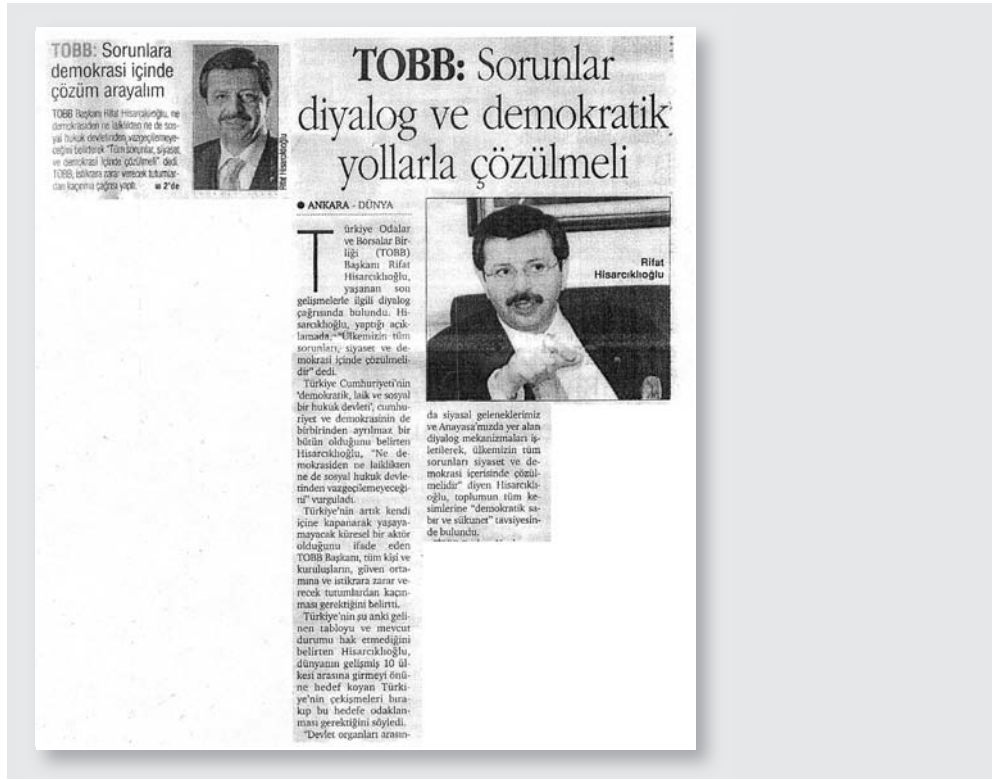 TOBB: Sorunlara
demokrasi içinde
çözüm arayalım
TOBB Başkanı Rifat Hisarcıklıoğlu, ne
demokrasiden ne laiklikten ne de sos-
yal hukuk devletinden vazgeçilemeye-
ceğini belirterek "Tüm sorunlar, siyaset
ve demokrasi içinde çözülmeli" dedi.
TOBB, istikrara zarar verecek tutumlar-
dan kaçınma çağrısı yaptı. 2'de
Rifat Hisarcıklıoğlu
TOBB: Sorunlar
diyalog ve demokratik
yollarla çözülmeli
● ANKARA - DÜNYA
Türkiye Odalar
ve Borsalar Bir-
liği (TOBB)
Başkanı Rifat
Hisarcıklıoğlu,
yaşanan son
gelişmelerle ilgili diyalog
çağrısında bulundu. Hi-
sarcıklıoğlu, yaptığı açık-
lamada, "Ülkemizin tüm
sorunları, siyaset ve de-
mokrasi içinde çözülmeli-
dir" dedi.
Türkiye Cumhuriyeti'nin
'demokratik, laik ve sosyal
bir hukuk devleti', cumhu-
riyet ve demokrasinin de
birbirinden ayrılmaz bir
bütün olduğunu belirten
Hisarcıklıoğlu, "Ne de-
mokrasiden ne laiklikten
ne de sosyal hukuk devle-
tinden vazgeçilemeyeceği-
ni" vurguladı.
Türkiye'nin artık kendi
içine kapanarak yaşaya-
mayacak küresel bir aktör
olduğunu ifade eden
TOBB Başkanı, tüm kişi ve
kuruluşların, güven orta-
mına ve istikrara zarar ve-
recek tutumlardan kaçın-
ması gerektiğini belirtti.
Türkiye'nin şu anki geli-
nen tabloyu ve mevcut
durumu hak etmediğini
belirten Hisarcıklıoğlu,
dünyanın gelişmiş 10 ül-
kesi arasına girmeyi önü-
ne hedef koyan Türki-
ye'nin çekişmeleri bıra-
kıp bu hedefe odaklan-
ması gerektiğini söyledi.
"Devlet organları arasın-
Rifat
Hisarcıklıoğlu
da siyasal geleneklerimiz
ve Anayasa'mızda yer alan
diyalog mekanizmaları iş-
letilerek, ülkemizin tüm
sorunları siyaset ve de-
mokrasi içerisinde çözül-
melidir" diyen Hisarcıklı-
oğlu, toplumun tüm ke-
simlerine "demokratik sa-
bır ve sükunet" tavsiyesin-
de bulundu.